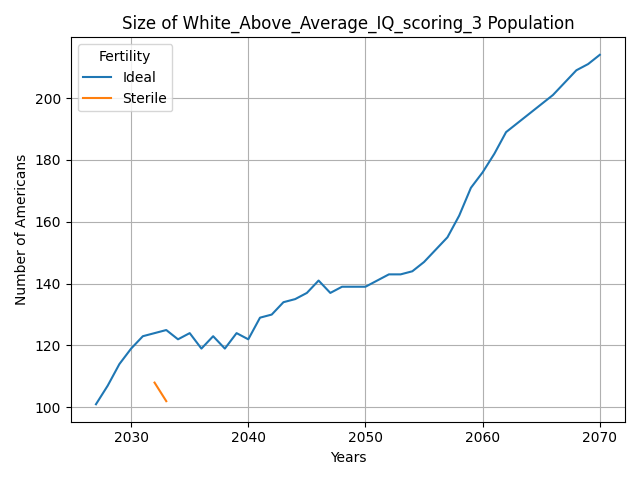 Size of White_Above_Average_IQ_scoring_3 Population
Fertility
Ideal
Sterile
Number of Americans
200
180
160
140
120
100
2030 2040 2050 2060 2070
Years